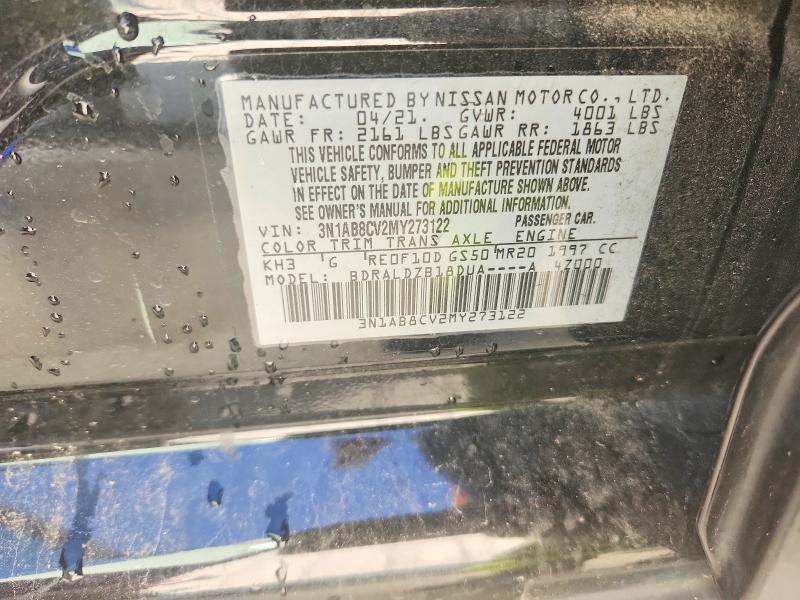 MANUFACTURED BY NISSAN MOTOR CO., LTD.
DATE: 04/21. GVWR: 4001 LBS
GAWR FR: 2161 LBS GAWR RR: 1863 LBS
THIS VEHICLE CONFORMS TO ALL APPLICABLE FEDERAL MOTOR
VEHICLE SAFETY, BUMPER AND THEFT PREVENTION STANDARDS
IN EFFECT ON THE DATE OF MANUFACTURE SHOWN ABOVE.
SEE OWNER'S MANUAL FOR ADDITIONAL INFORMATION.
VIN: 3N1AB8CV2MY273122 PASSENGER CAR.
COLOR TRIM TRANS AXLE ENGINE
KH3 'G 'RE0F10D GS50 MR20 1997 CC
MODEL: BDRALDZB18DUA----A 4Z000
3N1AB8CV2MY273122